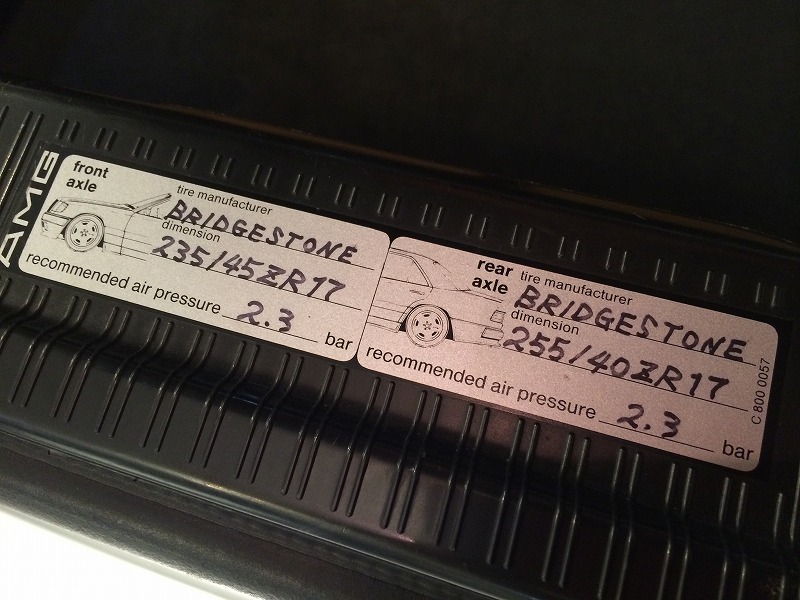 AMG
front
axle
tire manufacturer
BRIDGESTONE
dimension
235/45ZR17
recommended air pressure 2.3 bar
rear
axle
tire manufacturer
BRIDGESTONE
dimension
255/40ZR17
recommended air pressure 2.3 bar
C 800 0057